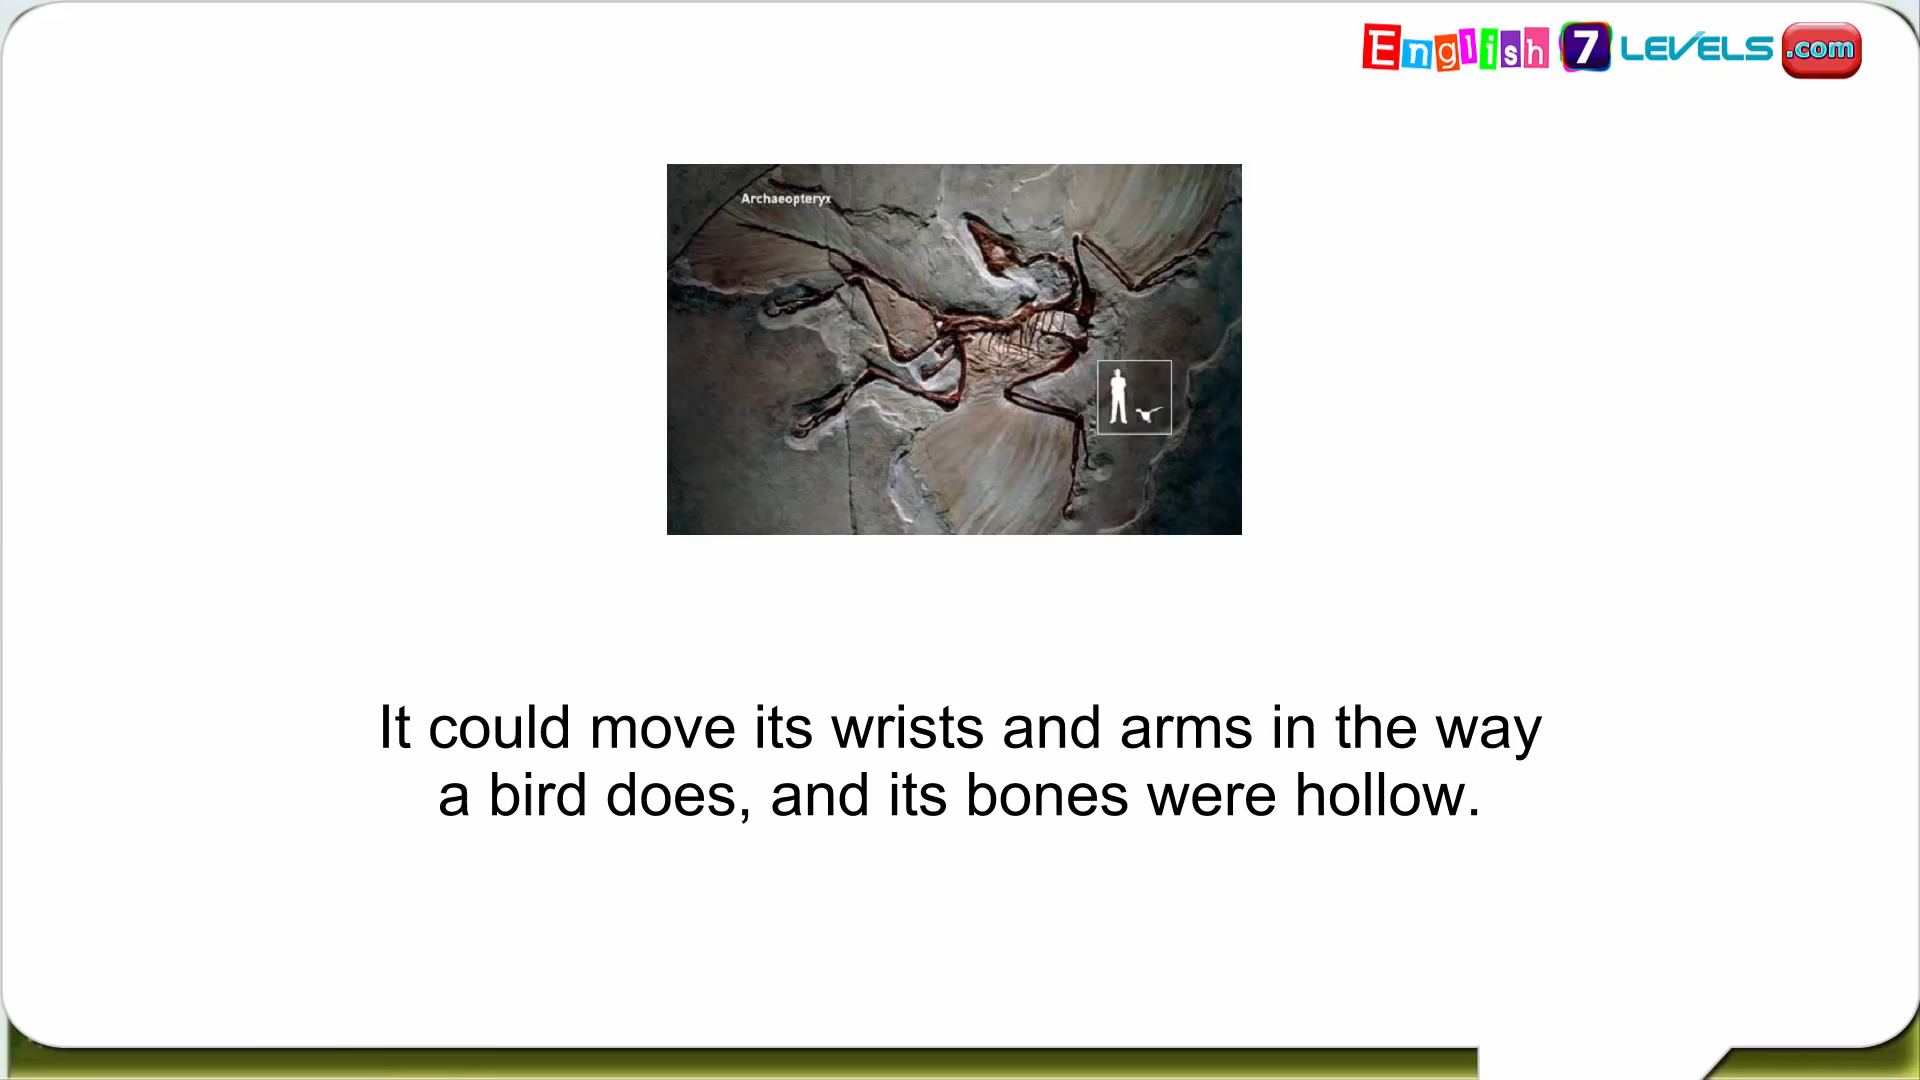 English 7 LEVELS .com
Archaeopteryx
It could move its wrists and arms in the way
a bird does, and its bones were hollow.